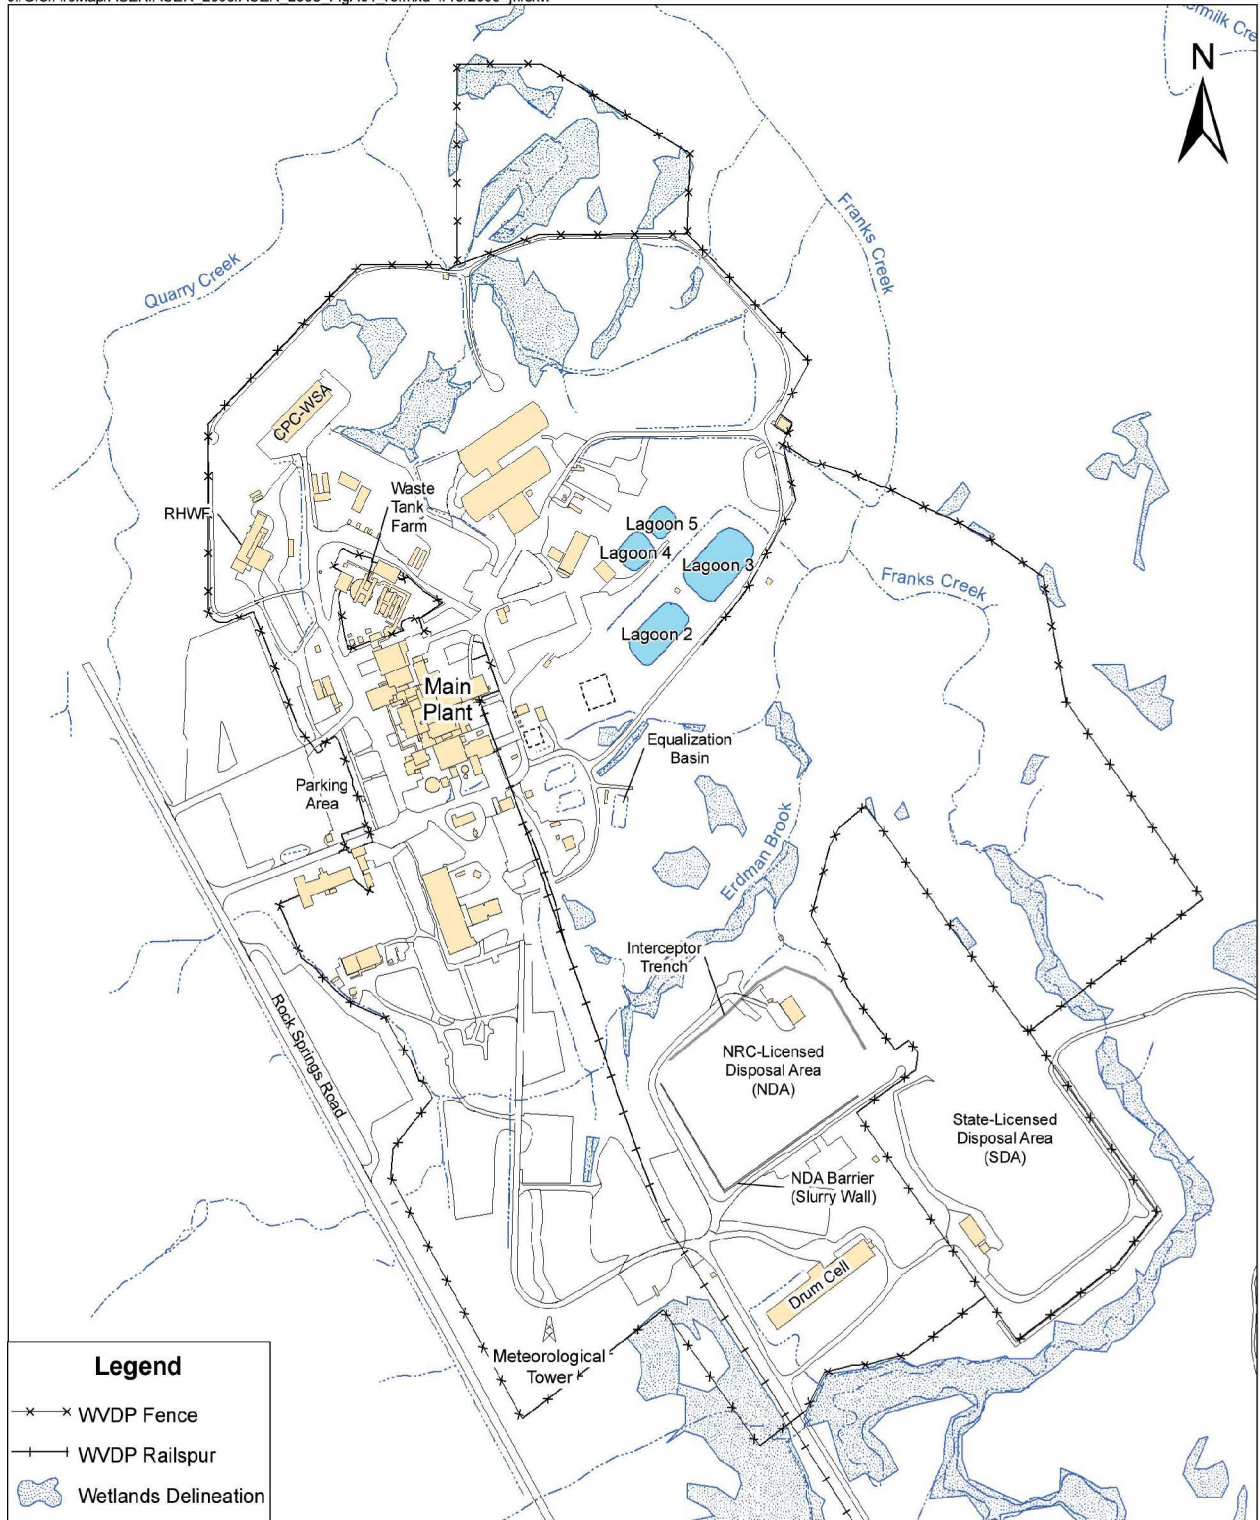 ermilk Cre
N
Franks Creek
Quarry Creek
CPC-WSA
Waste
Tank
Farm
RHWF
Lagoon 5
Lagoon 4
Lagoon 3
Franks Creek
Lagoon 2
Main
Plant
Equalization
Basin
Parking
Area
Erdman Brook
Interceptor
Trench
Rock Springs Road
NRC-Licensed
Disposal Area
(NDA)
State-Licensed
Disposal Area
(SDA)
NDA Barrier
(Slurry Wall)
Drum Cell
Meteorological
Tower
Legend
WVDP Fence
WVDP Railspur
Wetlands Delineation